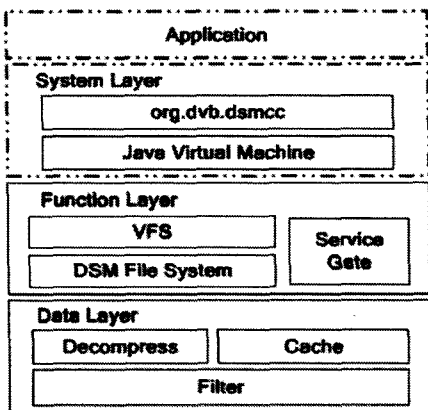 Application
System Layer
org.dvb.dsmcc
Java Virtual Machine
Function Layer
VFS
DSM File System
Service
Gate
Data Layer
Decompress
Cache
Filter